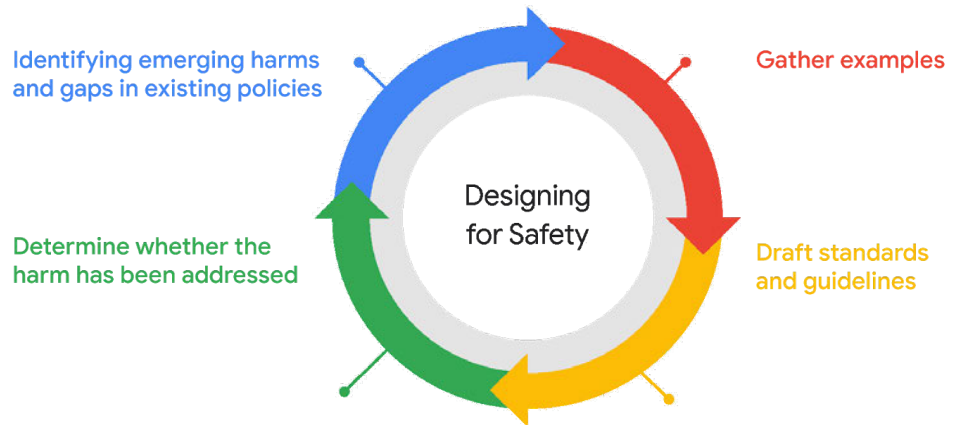 Identifying emerging harms
and gaps in existing policies
Gather examples
Designing
for Safety
Determine whether the
harm has been addressed
Draft standards
and guidelines